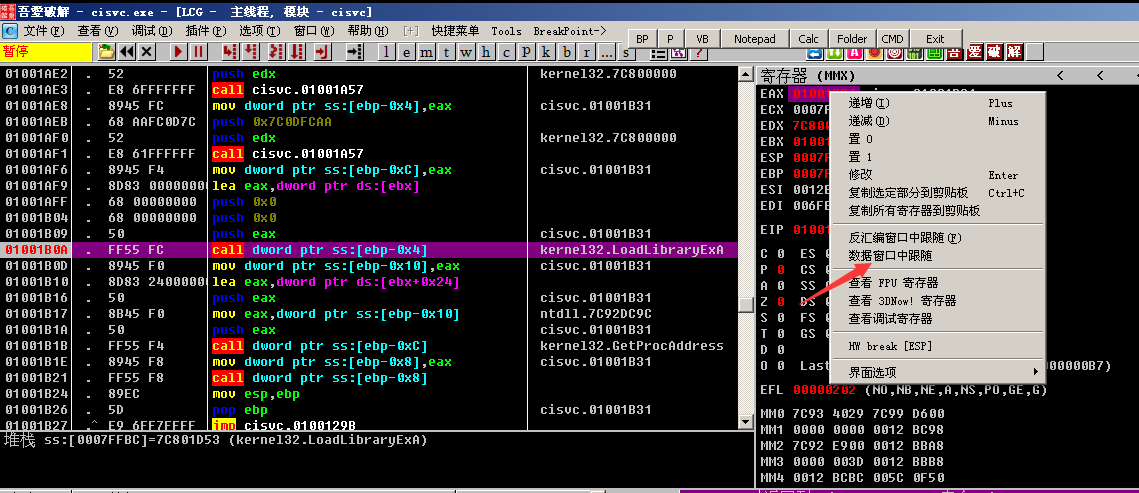 吾爱破解 - cisvc.exe - [LCG - 主线程, 模块 - cisvc]
C 文件(F) 查看(V) 调试(D) 插件(P) 选项(T) 窗口(W) 帮助(H) [+] 快捷菜单 Tools BreakPoint->
BP P VB Notepad Calc Folder CMD Exit
暂停 l e m t w h c p k b r ... s
吾 爱 破 解
01001AE2 . 52 push edx kernel32.7C800000
01001AE3 . E8 6FFFFFFF call cisvc.01001A57
01001AE8 . 8945 FC mov dword ptr ss:[ebp-0x4],eax cisvc.01001B31
01001AEB . 68 AAFC0D7C push 0x7C0DFCAA
01001AF0 . 52 push edx kernel32.7C800000
01001AF1 . E8 61FFFFFF call cisvc.01001A57
01001AF6 . 8945 F4 mov dword ptr ss:[ebp-0xC],eax cisvc.01001B31
01001AF9 . 8D83 00000000 lea eax,dword ptr ds:[ebx]
01001AFF . 68 00000000 push 0x0
01001B04 . 68 00000000 push 0x0
01001B09 . 50 push eax cisvc.01001B31
01001B0A . FF55 FC call dword ptr ss:[ebp-0x4] kernel32.LoadLibraryExA
01001B0D . 8945 F0 mov dword ptr ss:[ebp-0x10],eax cisvc.01001B31
01001B10 . 8D83 2400000 lea eax,dword ptr ds:[ebx+0x24]
01001B16 . 50 push eax cisvc.01001B31
01001B17 . 8B45 F0 mov eax,dword ptr ss:[ebp-0x10] ntdll.7C92DC9C
01001B1A . 50 push eax cisvc.01001B31
01001B1B . FF55 F4 call dword ptr ss:[ebp-0xC] kernel32.GetProcAddress
01001B1E . 8945 F8 mov dword ptr ss:[ebp-0x8],eax cisvc.01001B31
01001B21 . FF55 F8 call dword ptr ss:[ebp-0x8]
01001B24 . 89EC mov esp,ebp
01001B26 . 5D pop ebp cisvc.01001B31
01001B27 .^ E9 6FF7FFFF jmp cisvc.0100129B
堆栈 ss:[0007FFBC]=7C801D53 (kernel32.LoadLibraryExA)
寄存器 (MMX) < <
EAX
ECX 0007F
EDX 7C800
EBX 01001
ESP 0007F
EBP 0007F
ESI 0012B
EDI 006FE
EIP 01001
C 0 ES 0
P 0 CS 0
A 0 SS 0
Z 0 DS 0
S 0 FS 0
T 0 GS 0
D 0
O 0 Last 000000B7)
EFL 00000202 (NO,NB,NE,A,NS,PO,GE,G)
MM0 7C93 4029 7C99 D600
MM1 0000 0000 0012 BC98
MM2 7C92 E900 0012 BBA8
MM3 0000 003D 0012 BBB8
MM4 0012 BCBC 005C 0F50
递增(I) Plus
递减(D) Minus
置 0
置 1
修改 Enter
复制选定部分到剪贴板 Ctrl+C
复制所有寄存器到剪贴板
反汇编窗口中跟随(F)
数据窗口中跟随
查看 FPU 寄存器
查看 3DNow! 寄存器
查看调试寄存器
HW break [ESP]
界面选项